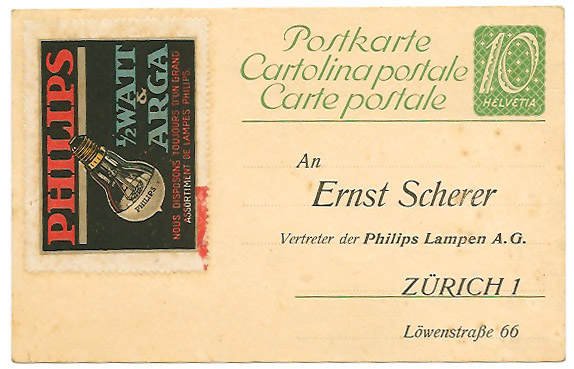 PHILIPS
½ WATT
&
ARGA
NOUS DISPOSONS TOUJOURS D'UN GRAND
ASSORTIMENT DE LAMPES PHILIPS.
PHILIPS
Postkarte
Cartolina postale
Carte postale
10
HELVETIA
An
Ernst Scherer
Vertreter der Philips Lampen A.G.
ZÜRICH 1
Löwenstraße 66